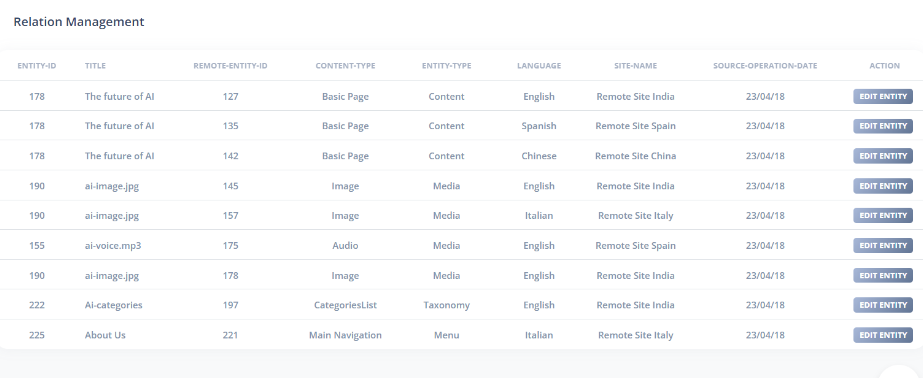 Relation Management
ENTITY-ID TITLE REMOTE-ENTITY-ID CONTENT-TYPE ENTITY-TYPE LANGUAGE SITE-NAME SOURCE-OPERATION-DATE ACTION
178 The future of AI 127 Basic Page Content English Remote Site India 23/04/18 EDIT ENTITY
178 The future of AI 135 Basic Page Content Spanish Remote Site Spain 23/04/18 EDIT ENTITY
178 The future of AI 142 Basic Page Content Chinese Remote Site China 23/04/18 EDIT ENTITY
190 ai-image.jpg 145 Image Media English Remote Site India 23/04/18 EDIT ENTITY
190 ai-image.jpg 157 Image Media Italian Remote Site Italy 23/04/18 EDIT ENTITY
155 ai-voice.mp3 175 Audio Media English Remote Site Spain 23/04/18 EDIT ENTITY
190 ai-image.jpg 178 Image Media English Remote Site India 23/04/18 EDIT ENTITY
222 Ai-categories 197 CategoriesList Taxonomy English Remote Site India 23/04/18 EDIT ENTITY
225 About Us 221 Main Navigation Menu Italian Remote Site Italy 23/04/18 EDIT ENTITY